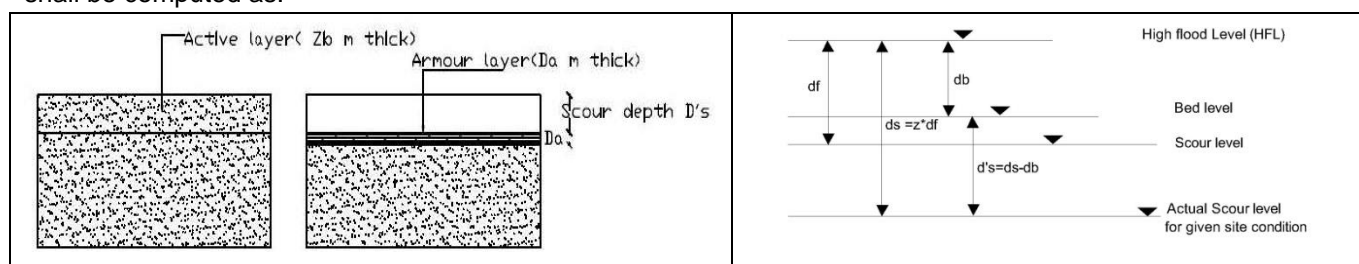 shall be computed as:
Active layer( Zb m thick)
Armour layer(Da m thick)
Scour depth D's
Da
High flood Level (HFL)
df
db
Bed level
ds =z*df
Scour level
d's=ds-db
Actual Scour level
for given site condition